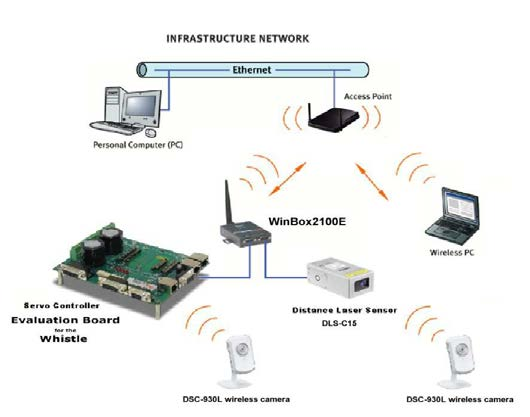 INFRASTRUCTURE NETWORK
Ethernet
Access Point
Personal Computer (PC)
WinBox2100E
Wireless PC
Servo Controller
Evaluation Board
for the
Whistle
Distance Laser Sensor
DLS-C15
DSC-930L wireless camera
DSC-930L wireless camera